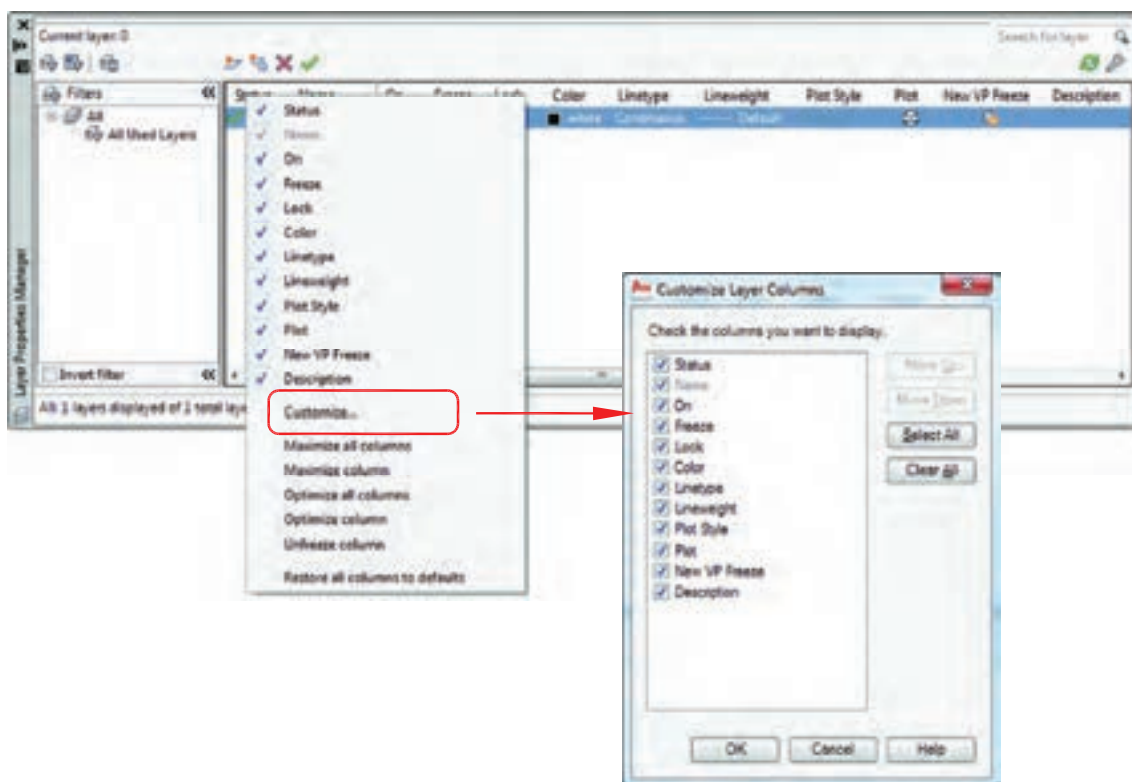 Current layer: 0
Search for layer
Filters
All
All Used Layers
Invert filter
All: 1 layers displayed of 1 total
Layer Properties Manager
Color Linetype Lineweight Plot Style Plot New VP Freeze Description
white Continuous Default
Status
Name
On
Freeze
Lock
Color
Linetype
Lineweight
Plot Style
Plot
New VP Freeze
Description
Customize...
Maximize all columns
Maximize column
Optimize all columns
Optimize column
Unfreeze column
Restore all columns to defaults
Customize Layer Columns
Check the columns you want to display.
Status
Name
On
Freeze
Lock
Color
Linetype
Lineweight
Plot Style
Plot
New VP Freeze
Description
Move Up
Move Down
Select All
Clear All
OK Cancel Help